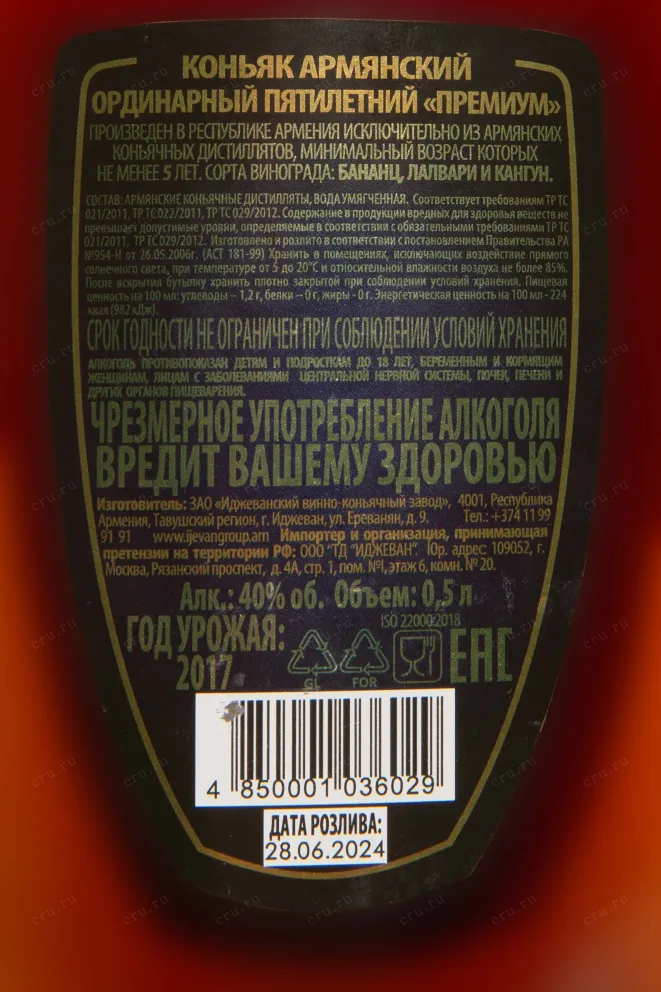 КОНЬЯК АРМЯНСКИЙ
ОРДИНАРНЫЙ ПЯТИЛЕТНИЙ «ПРЕМИУМ»
ПРОИЗВЕДЕН В РЕСПУБЛИКЕ АРМЕНИЯ ИСКЛЮЧИТЕЛЬНО ИЗ АРМЯНСКИХ
КОНЬЯЧНЫХ ДИСТИЛЛЯТОВ, МИНИМАЛЬНЫЙ ВОЗРАСТ КОТОРЫХ
НЕ МЕНЕЕ 5 ЛЕТ. СОРТА ВИНОГРАДА: БАНАНЦ, ЛАЛВАРИ И КАНГУН.
СОСТАВ: АРМЯНСКИЕ КОНЬЯЧНЫЕ ДИСТИЛЛЯТЫ, ВОДА УМЯГЧЕННАЯ. Соответствует требованиям ТР ТС
021/2011, ТР ТС 022/2011, ТР ТС 029/2012. Содержание в продукции вредных для здоровья веществ не
превышает допустимые уровни, определяемые в соответствии с обязательными требованиями ТР ТС
021/2011, ТР ТС 029/2012. Изготовлено и розлито в соответствии с постановлением Правительства РА
№954-Н от 26.05.2006г. (АСТ 181-99) Хранить в помещениях, исключающих воздействие прямого
солнечного света, при температуре от 5 до 20°С и относительной влажности воздуха не более 85%.
После вскрытия бутылку хранить плотно закрытой при соблюдении условий хранения. Пищевая
ценность на 100 мл: углеводы – 1,2 г, белки – 0 г, жиры - 0 г. Энергетическая ценность на 100 мл - 224
ккал (982 кДж).
СРОК ГОДНОСТИ НЕ ОГРАНИЧЕН ПРИ СОБЛЮДЕНИИ УСЛОВИЙ ХРАНЕНИЯ
АЛКОГОЛЬ ПРОТИВОПОКАЗАН ДЕТЯМ И ПОДРОСТКАМ ДО 18 ЛЕТ, БЕРЕМЕННЫМ И КОРМЯЩИМ
ЖЕНЩИНАМ, ЛИЦАМ С ЗАБОЛЕВАНИЯМИ ЦЕНТРАЛЬНОЙ НЕРВНОЙ СИСТЕМЫ, ПОЧЕК, ПЕЧЕНИ И
ДРУГИХ ОРГАНОВ ПИЩЕВАРЕНИЯ.
ЧРЕЗМЕРНОЕ УПОТРЕБЛЕНИЕ АЛКОГОЛЯ
ВРЕДИТ ВАШЕМУ ЗДОРОВЬЮ
Изготовитель: ЗАО «Иджеванский винно-коньячный завод», 4001, Республика
Армения, Тавушский регион, г. Иджеван, ул. Ереванян, д. 9. Тел.: +374 11 99
91 91 www.ijevangroup.am Импортер и организация, принимающая
претензии на территории РФ: ООО "ТД "ИДЖЕВАН". Юр. адрес: 109052, г.
Москва, Рязанский проспект, д. 4А, стр. 1, пом. №I, этаж 6, комн. № 20.
Алк.: 40% об. Объем: 0,5 л
ISO 22000:2018
ГОД УРОЖАЯ:
2017
GL FOR
EAC
4 850001 036029
ДАТА РОЗЛИВА:
28.06.2024
cru.ru